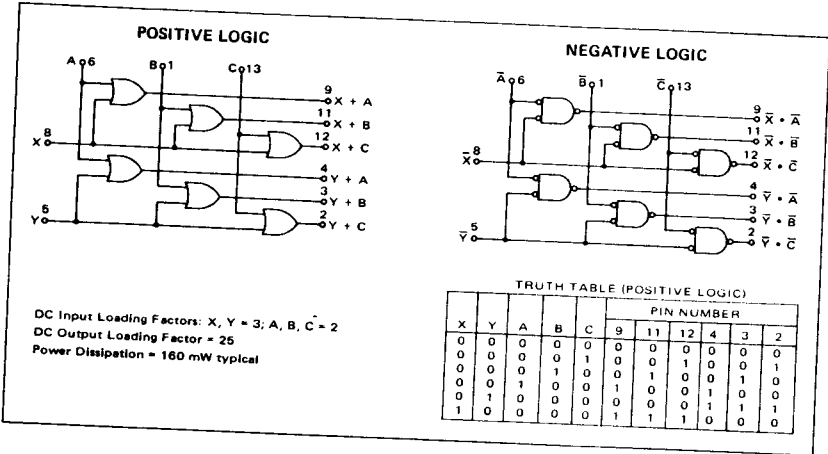 POSITIVE LOGIC
A 6 B 1 C 13
9 X + A
11 X + B
X 8
12 X + C
4 Y + A
3 Y + B
Y 5
2 Y + C
NEGATIVE LOGIC
A̅ 6 B̅ 1 C̅ 13
9 X̅ • A̅
11 X̅ • B̅
X̅ 8
12 X̅ • C̅
4 Y̅ • A̅
3 Y̅ • B̅
Y̅ 5
2 Y̅ • C̅
DC Input Loading Factors: X, Y = 3; A, B, C = 2
DC Output Loading Factor = 25
Power Dissipation = 160 mW typical
TRUTH TABLE (POSITIVE LOGIC)
PIN NUMBER
X Y A B C 9 11 12 4 3 2
0 0 0 0 0 0 0 0 0 0 0
0 0 0 0 1 0 0 1 0 0 1
0 0 0 1 0 0 1 0 0 1 0
0 0 1 0 0 1 0 0 1 0 0
0 1 0 0 0 0 0 0 1 1 1
1 0 0 0 0 1 1 1 0 0 0